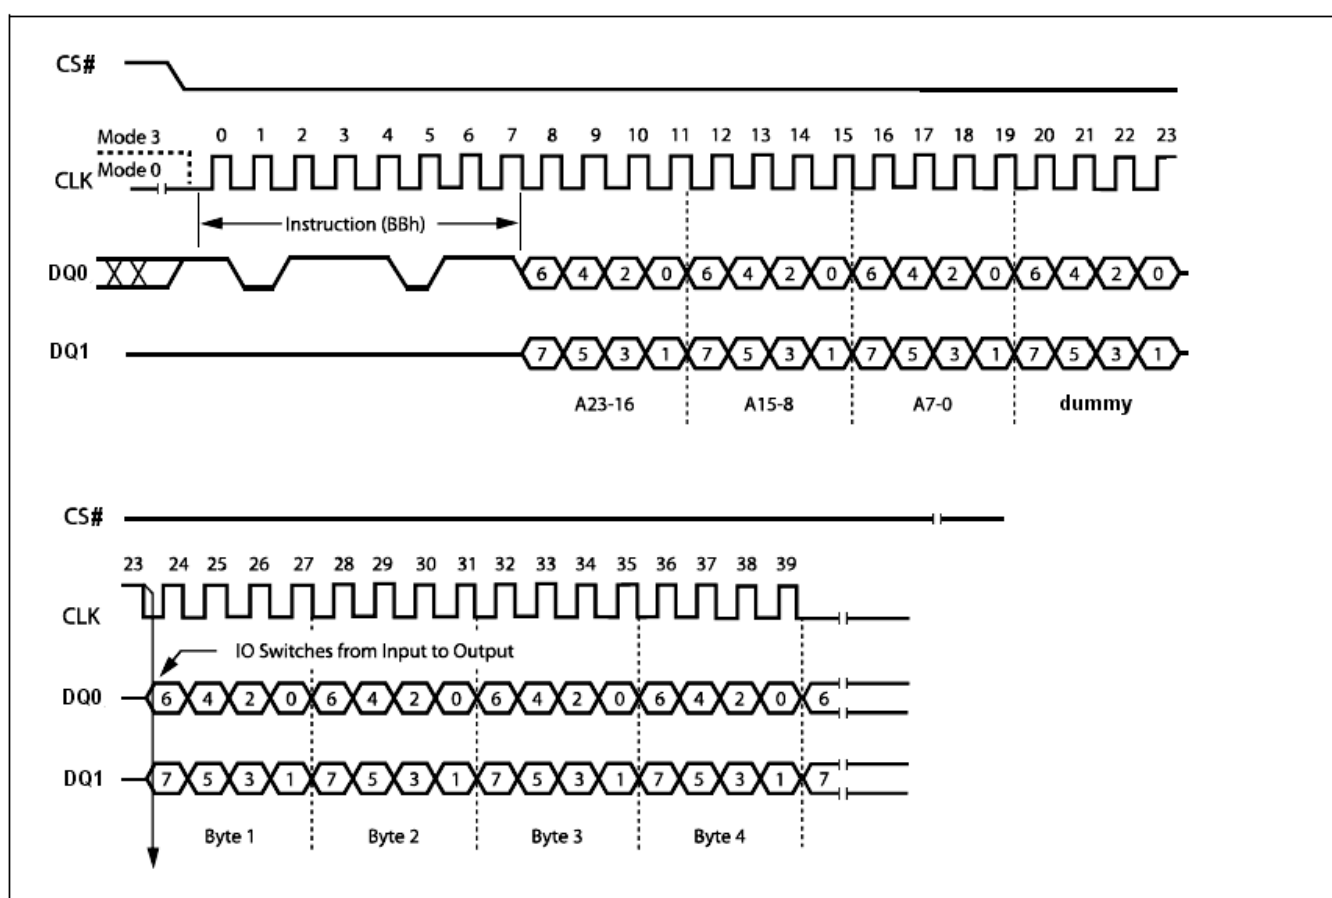 CS#
0 1 2 3 4 5 6 7 8 9 10 11 12 13 14 15 16 17 18 19 20 21 22 23
Mode 3
Mode 0
CLK
Instruction (BBh)
DQ0 6 4 2 0 6 4 2 0 6 4 2 0 6 4 2 0
DQ1 7 5 3 1 7 5 3 1 7 5 3 1 7 5 3 1
A23-16 A15-8 A7-0 dummy
CS#
23 24 25 26 27 28 29 30 31 32 33 34 35 36 37 38 39
CLK
IO Switches from Input to Output
DQ0 6 4 2 0 6 4 2 0 6 4 2 0 6 4 2 0 6
DQ1 7 5 3 1 7 5 3 1 7 5 3 1 7 5 3 1 7
Byte 1 Byte 2 Byte 3 Byte 4